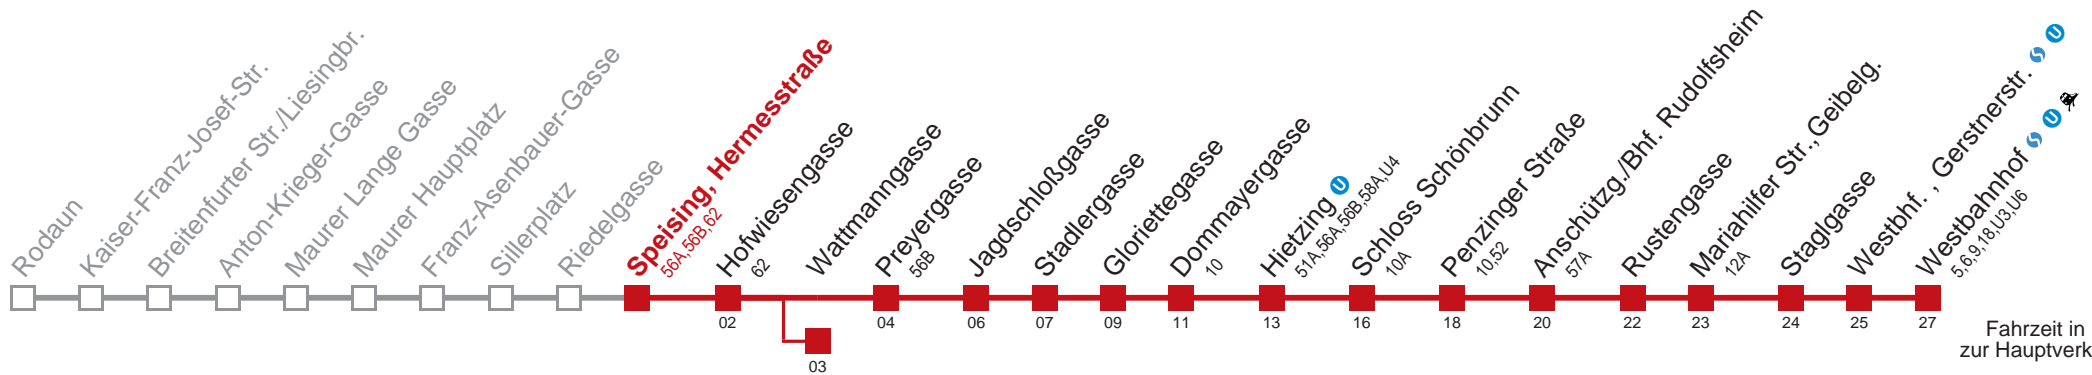 Rodaun
Kaiser-Franz-Josef-Str.
Breitenfurter Str./Liesingbr.
Anton-Krieger-Gasse
Maurer Lange Gasse
Maurer Hauptplatz
Franz-Asenbauer-Gasse
Sillerplatz
Riedelgasse
Speising, Hermesstraße
56A,56B,62
Hofwiesengasse
62
02
Wattmanngasse
03
Preyergasse
56B
04
Jagdschloßgasse
06
Stadlergasse
07
Gloriettegasse
09
Dommayergasse
10
11
Hietzing U
51A,56A,56B,58A,U4
13
Schloss Schönbrunn
10A
16
Penzinger Straße
10,52
18
Anschützg./Bhf. Rudolfsheim
57A
20
Rustengasse
22
Mariahilfer Str., Geibelg.
12A
23
Staglgasse
24
Westbhf. , Gerstnerstr. S U
25
Westbahnhof S U
5,6,9,18,U3,U6
27
Fahrzeit in
zur Hauptverk